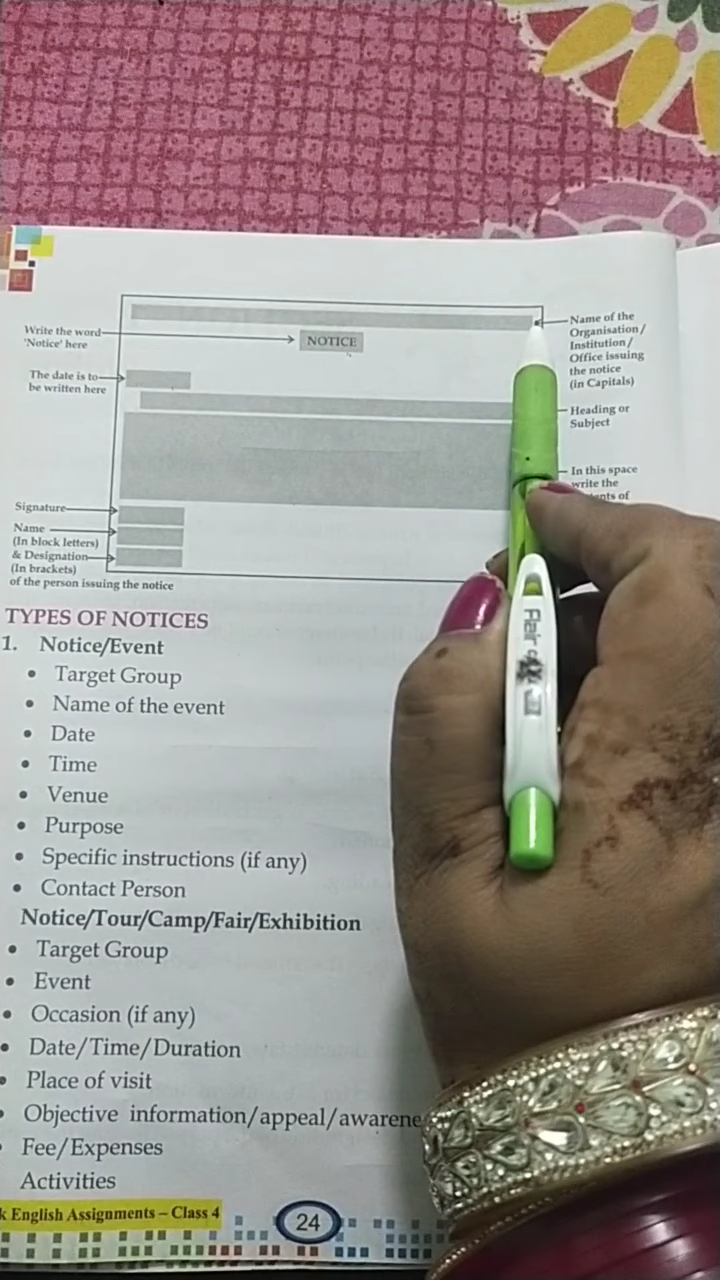 Write the word
'Notice' here
NOTICE
The date is to
be written here
Name of the
Organisation/
Institution/
Office issuing
the notice
(in Capitals)
Heading or
Subject
In this space
write the
of
Signature
Name
(In block letters)
& Designation
(In brackets)
of the person issuing the notice
TYPES OF NOTICES
1. Notice/Event
• Target Group
• Name of the event
• Date
• Time
• Venue
• Purpose
• Specific instructions (if any)
• Contact Person
Notice/Tour/Camp/Fair/Exhibition
• Target Group
• Event
• Occasion (if any)
• Date/Time/Duration
• Place of visit
• Objective information/appeal/
• Fee/Expenses
Activities
English Assignments – Class 4
24
Flair